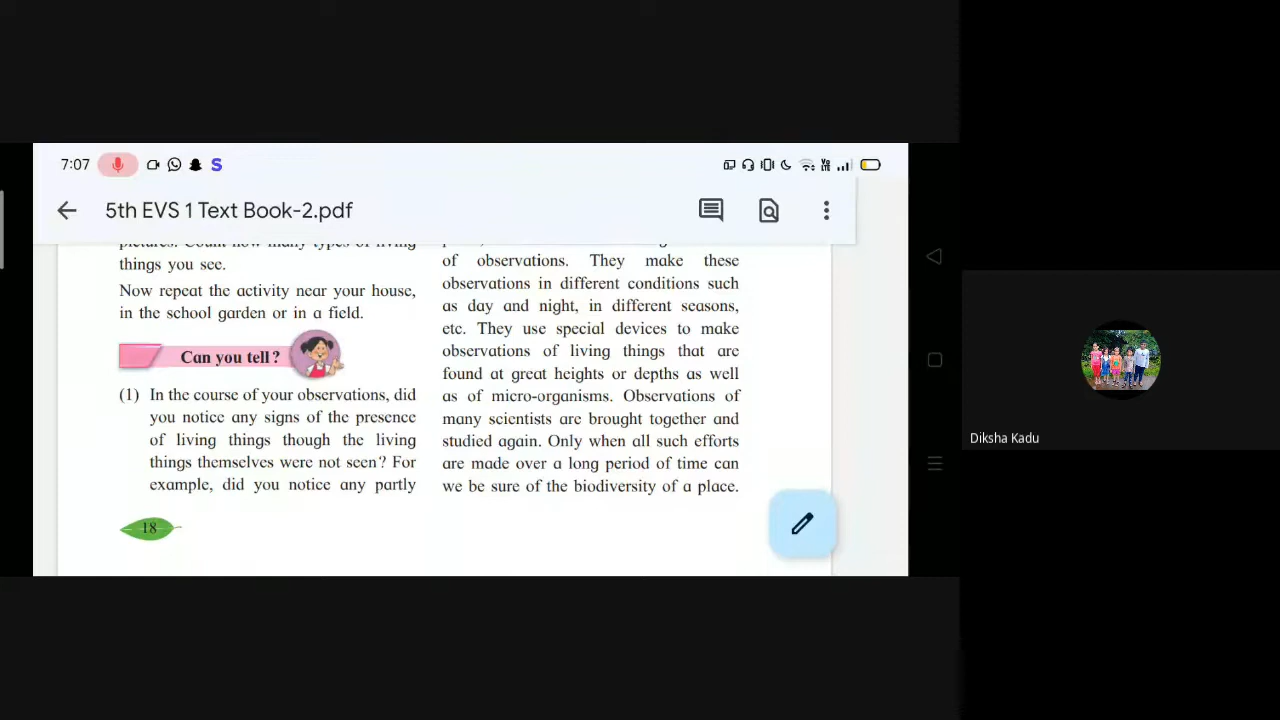 7:07
S
5th EVS 1 Text Book-2.pdf
pictures. Count how many types of living
things you see.
Now repeat the activity near your house,
in the school garden or in a field.
Can you tell?
(1) In the course of your observations, did
you notice any signs of the presence
of living things though the living
things themselves were not seen? For
example, did you notice any partly
18
of observations. They make these
observations in different conditions such
as day and night, in different seasons,
etc. They use special devices to make
observations of living things that are
found at great heights or depths as well
as of micro-organisms. Observations of
many scientists are brought together and
studied again. Only when all such efforts
are made over a long period of time can
we be sure of the biodiversity of a place.
Diksha Kadu